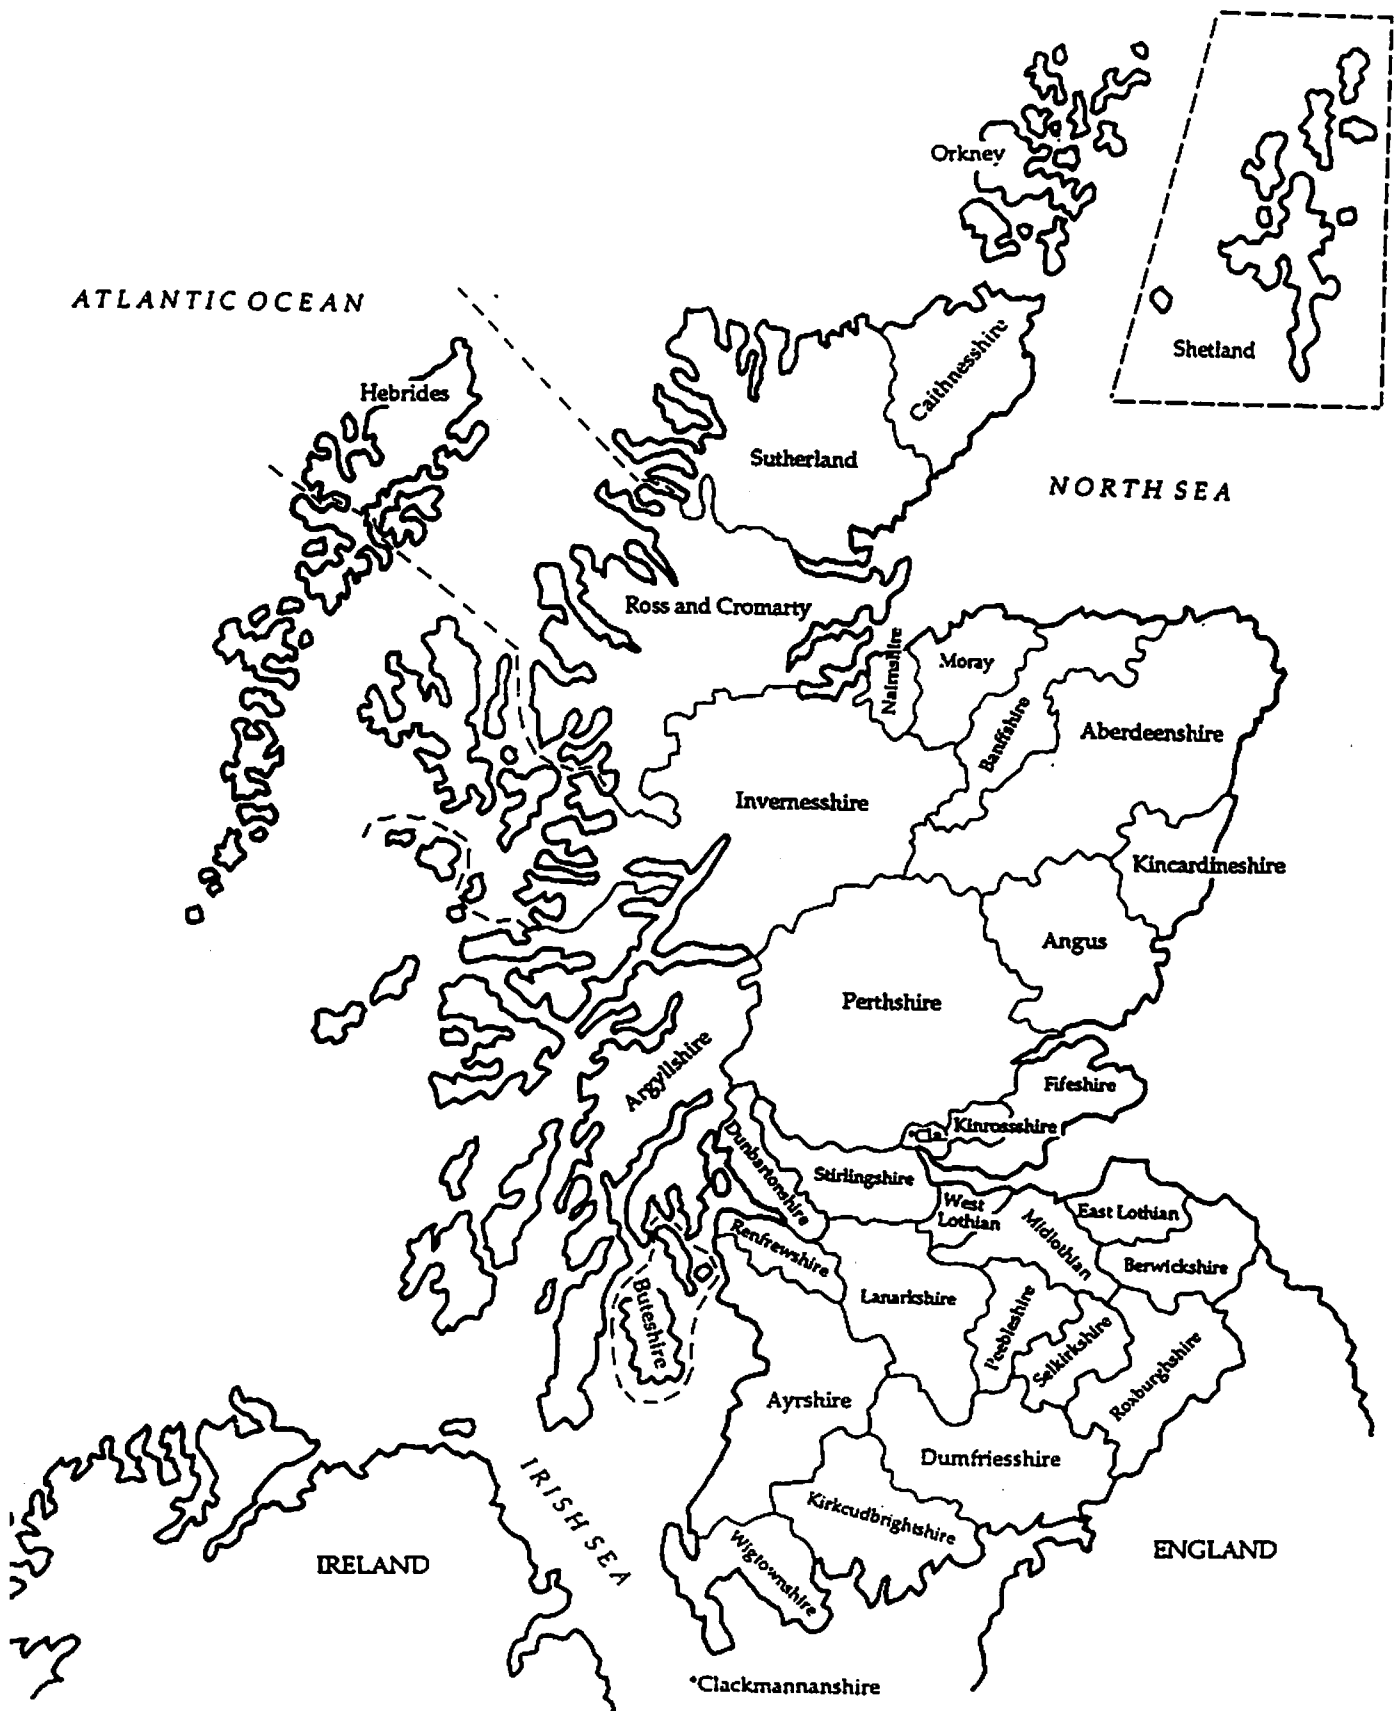 Orkney
ATLANTIC OCEAN
Shetland
Hebrides
Caithnesshire
Sutherland
NORTH SEA
Ross and Cromarty
Nairnshire
Moray
Banffshire
Aberdeenshire
Invernesshire
Kincardineshire
Angus
Perthshire
Argyllshire
Fifeshire
Kinrossshire
*Cla.
Dunbartonshire
Stirlingshire
West
Lothian
East Lothian
Midlothian
Renfrewshire
Berwickshire
Lanarkshire
Peebleshire
Buteshire
Selkirkshire
Roxburghshire
Ayrshire
Dumfriesshire
Kirkcudbrightshire
IRISH SEA
Wigtownshire
IRELAND
ENGLAND
*Clackmannanshire